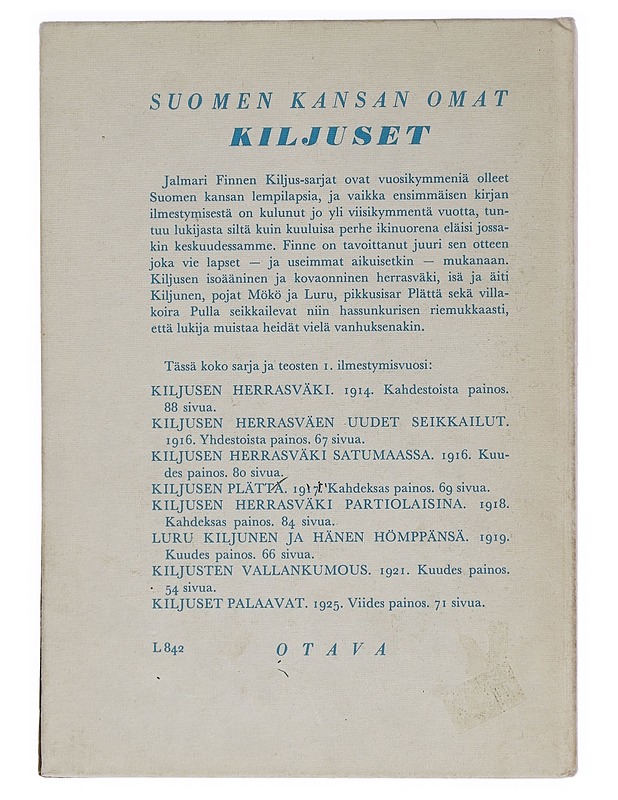 SUOMEN KANSAN OMAT
KILJUSET
Jalmari Finnen Kiljus-sarjat ovat vuosikymmeniä olleet
Suomen kansan lempilapsia, ja vaikka ensimmäisen kirjan
ilmestymisestä on kulunut jo yli viisikymmentä vuotta, tun-
tuu lukijasta siltä kuin kuuluisa perhe ikinuorena eläisi jossa-
kin keskuudessamme. Finne on tavoittanut juuri sen otteen
joka vie lapset — ja useimmat aikuisetkin — mukanaan.
Kiljusen isoääninen ja kovaonninen herrasväki, isä ja äiti
Kiljunen, pojat Mökö ja Luru, pikkusisar Plättä sekä villa-
koira Pulla seikkailevat niin hassunkurisen riemukkaasti,
että lukija muistaa heidät vielä vanhuksenakin.
Tässä koko sarja ja teosten 1. ilmestymisvuosi:
KILJUSEN HERRASVÄKI. 1914. Kahdestoista painos.
88 sivua.
KILJUSEN HERRASVÄEN UUDET SEIKKAILUT.
1916. Yhdestoista painos. 67 sivua.
KILJUSEN HERRASVÄKI SATUMAASSA. 1916. Kuu-
des painos. 80 sivua.
KILJUSEN PLÄTTÄ. 1917. Kahdeksas painos. 69 sivua.
KILJUSEN HERRASVÄKI PARTIOLAISINA. 1918.
Kahdeksas painos. 84 sivua.
LURU KILJUNEN JA HÄNEN HÖMPPÄNSÄ. 1919.
Kuudes painos. 66 sivua.
KILJUSTEN VALLANKUMOUS. 1921. Kuudes painos.
54 sivua.
KILJUSET PALAAVAT. 1925. Viides painos. 71 sivua.
L 842 OTAVA